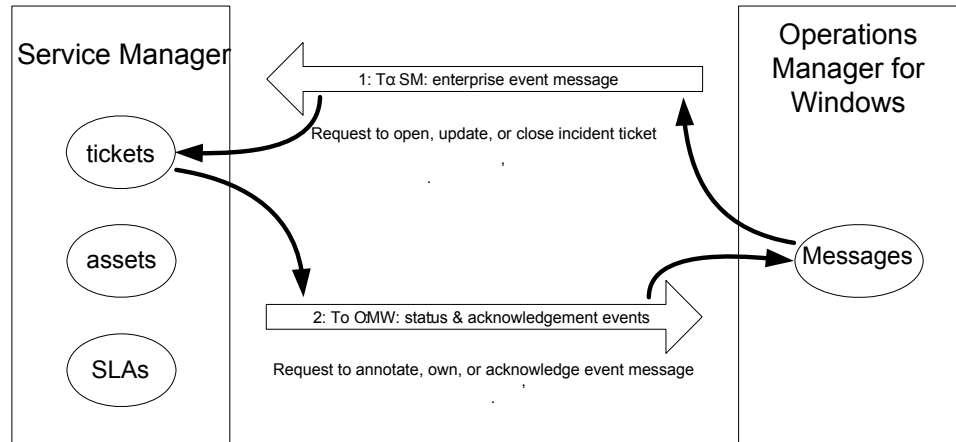 Service Manager
Operations
Manager for
Windows
1: Tα SM: enterprise event message
Request to open, update, or close incident ticket
,
.
tickets
assets
SLAs
Messages
2: To OMW: status & acknowledgement events
Request to annotate, own, or acknowledge event message
,
.